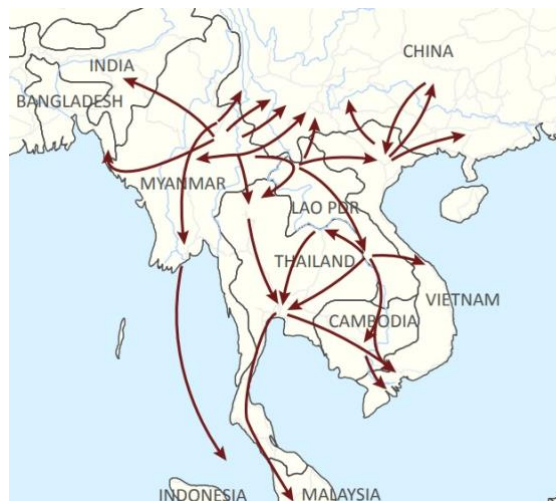 CHINA
INDIA
BANGLADESH
MYANMAR
LAO PDR
THAILAND
VIETNAM
CAMBODIA
INDONESIA
MALAYSIA